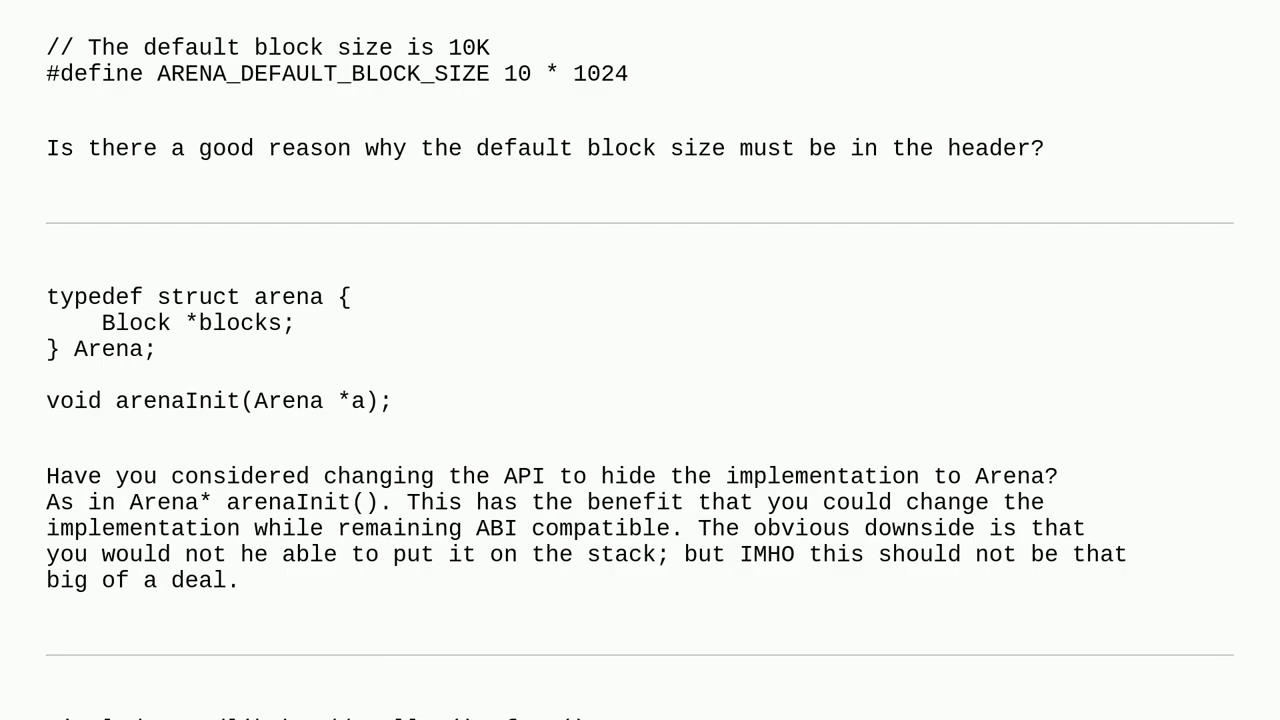 // The default block size is 10K
#define ARENA_DEFAULT_BLOCK_SIZE 10 * 1024
Is there a good reason why the default block size must be in the header?
typedef struct arena {
    Block *blocks;
} Arena;
void arenaInit(Arena *a);
Have you considered changing the API to hide the implementation to Arena?
As in Arena* arenaInit(). This has the benefit that you could change the
implementation while remaining ABI compatible. The obvious downside is that
you would not he able to put it on the stack; but IMHO this should not be that
big of a deal.